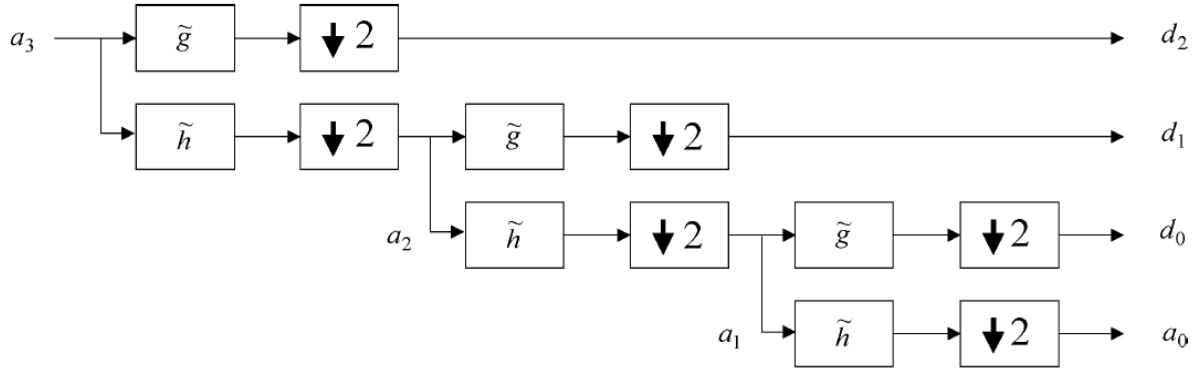 a₃ g̃ ↓ 2 d₂
h̃ ↓ 2 g̃ ↓ 2 d₁
a₂ h̃ ↓ 2 g̃ ↓ 2 d₀
a₁ h̃ ↓ 2 a₀